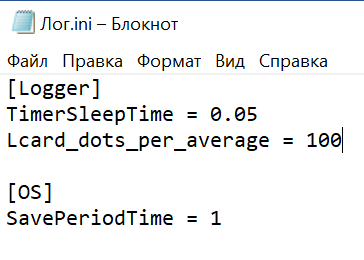 Лог.ini – Блокнот
Файл Правка Формат Вид Справка
[Logger]
TimerSleepTime = 0.05
Lcard_dots_per_average = 100
[OS]
SavePeriodTime = 1